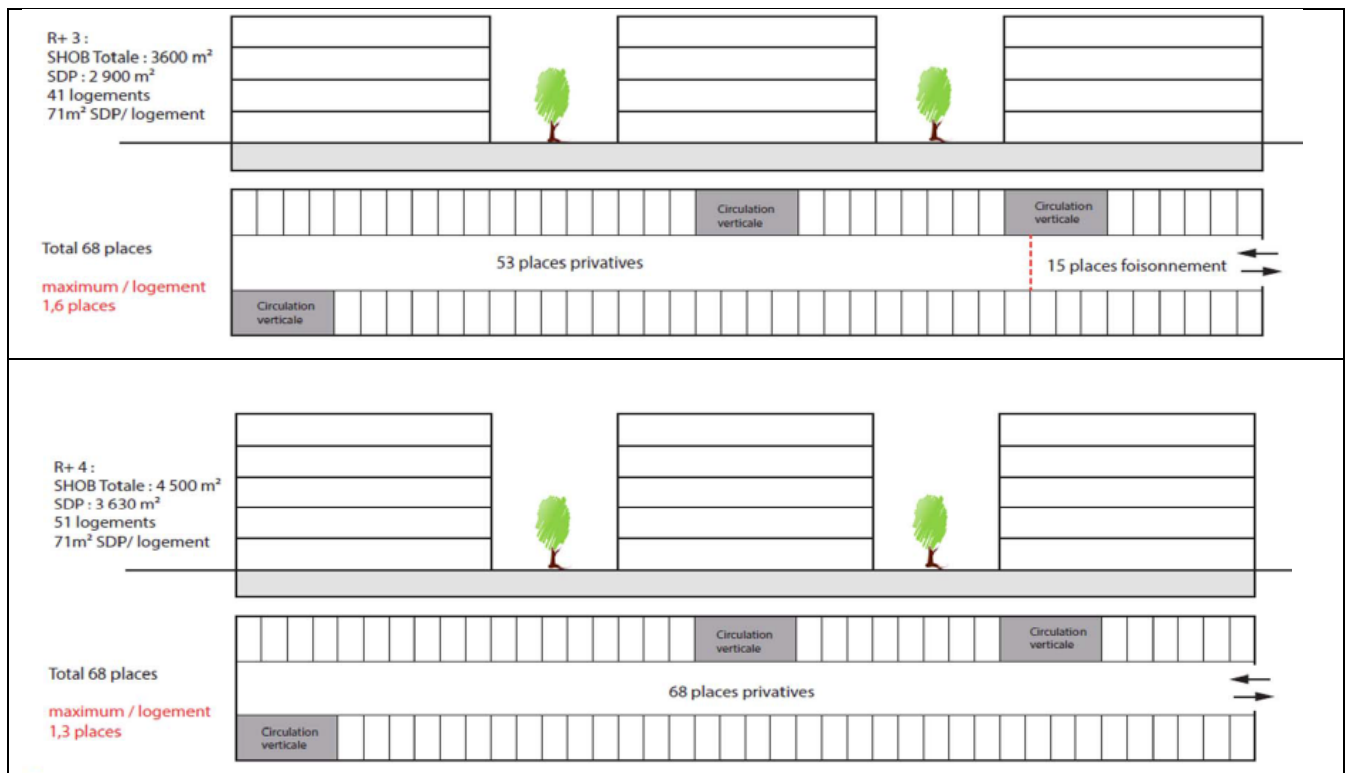 R+ 3 :
SHOB Totale : 3600 m²
SDP : 2 900 m²
41 logements
71m² SDP/ logement
Circulation
verticale
Circulation
verticale
Total 68 places
53 places privatives
15 places foisonnement
maximum / logement
1,6 places
Circulation
verticale
R+ 4 :
SHOB Totale : 4 500 m²
SDP : 3 630 m²
51 logements
71m² SDP/ logement
Circulation
verticale
Circulation
verticale
Total 68 places
68 places privatives
maximum / logement
1,3 places
Circulation
verticale